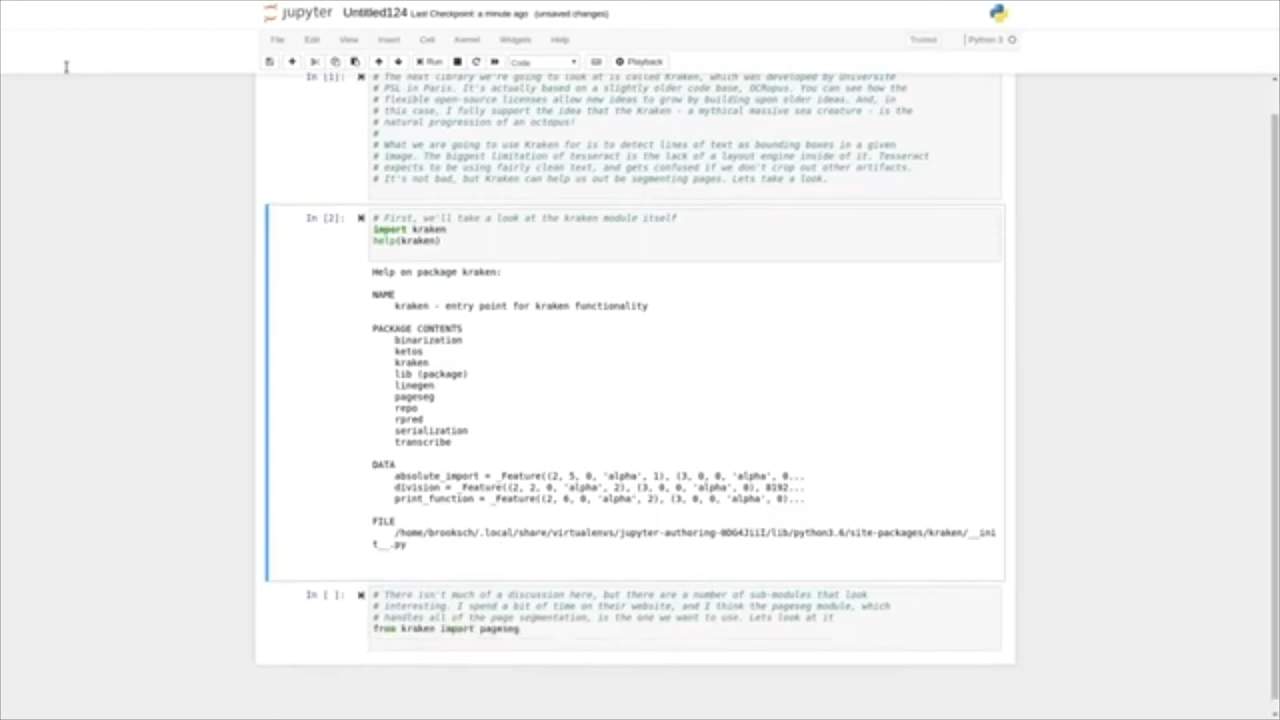 jupyter Untitled124 Last Checkpoint: a minute ago (unsaved changes)
File Edit View Insert Cell Kernel Widgets Help Trusted Python 3
Run Code Playback
In [1]: # The next library we're going to look at is called Kraken, which was developed by Universite
# PSL in Paris. It's actually based on a slightly older code base, OCRopus. You can see how the
# flexible open-source licenses allow new ideas to grow by building upon older ideas. And, in
# this case, I fully support the idea that the Kraken - a mythical massive sea creature - is the
# natural progression of an octopus!
#
# What we are going to use Kraken for is to detect lines of text as bounding boxes in a given
# image. The biggest limitation of tesseract is the lack of a layout engine inside of it. Tesseract
# expects to be using fairly clean text, and gets confused if we don't crop out other artifacts.
# It's not bad, but Kraken can help us out be segmenting pages. Lets take a look.
In [2]: # First, we'll take a look at the kraken module itself
import kraken
help(kraken)
Help on package kraken:
NAME
kraken - entry point for kraken functionality
PACKAGE CONTENTS
binarization
ketos
kraken
lib (package)
linegen
pageseg
repo
rpred
serialization
transcribe
DATA
absolute_import = _Feature((2, 5, 0, 'alpha', 1), (3, 0, 0, 'alpha', 0...
division = _Feature((2, 2, 0, 'alpha', 2), (3, 0, 0, 'alpha', 0), 8192...
print_function = _Feature((2, 6, 0, 'alpha', 2), (3, 0, 0, 'alpha', 0)...
FILE
/home/brooksch/.local/share/virtualenvs/jupyter-authoring-0DG4J1iI/lib/python3.6/site-packages/kraken/__ini
t__.py
In [ ]: # There isn't much of a discussion here, but there are a number of sub-modules that look
# interesting. I spend a bit of time on their website, and I think the pageseg module, which
# handles all of the page segmentation, is the one we want to use. Lets look at it
from kraken import pageseg